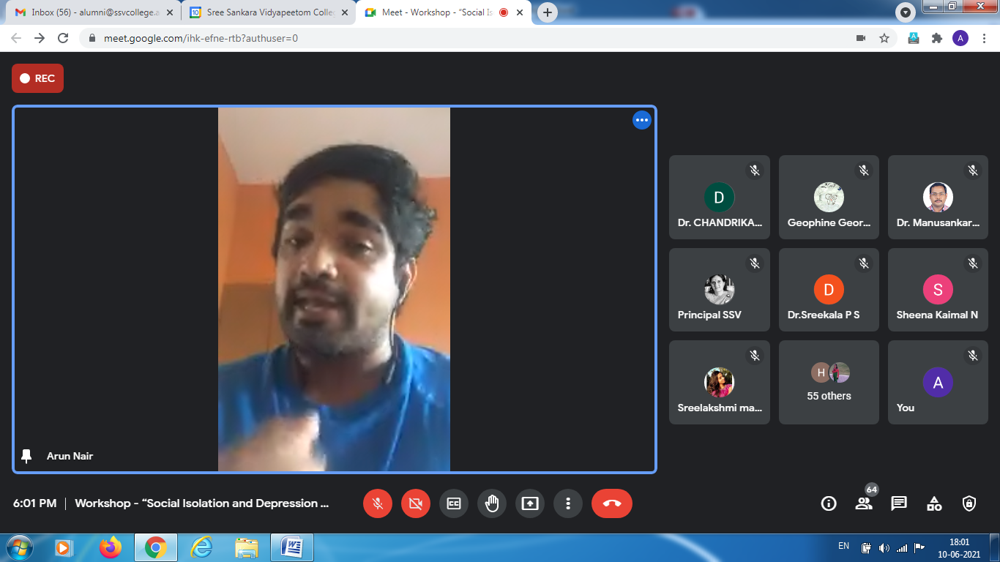 Inbox (56) - alumni@ssvcollege.a
Sree Sankara Vidyapeetom Colle
Meet - Workshop - “Social Is
meet.google.com/ihk-efne-rtb?authuser=0
A
REC
D
Dr. CHANDRIKA...
Geophine Geor...
Dr. Manusankar...
Principal SSV
D
Dr.Sreekala P S
S
Sheena Kaimal N
Sreelakshmi ma...
H
55 others
A
You
Arun Nair
6:01 PM | Workshop - “Social Isolation and Depression ...
CC
64
EN
18:01
10-06-2021